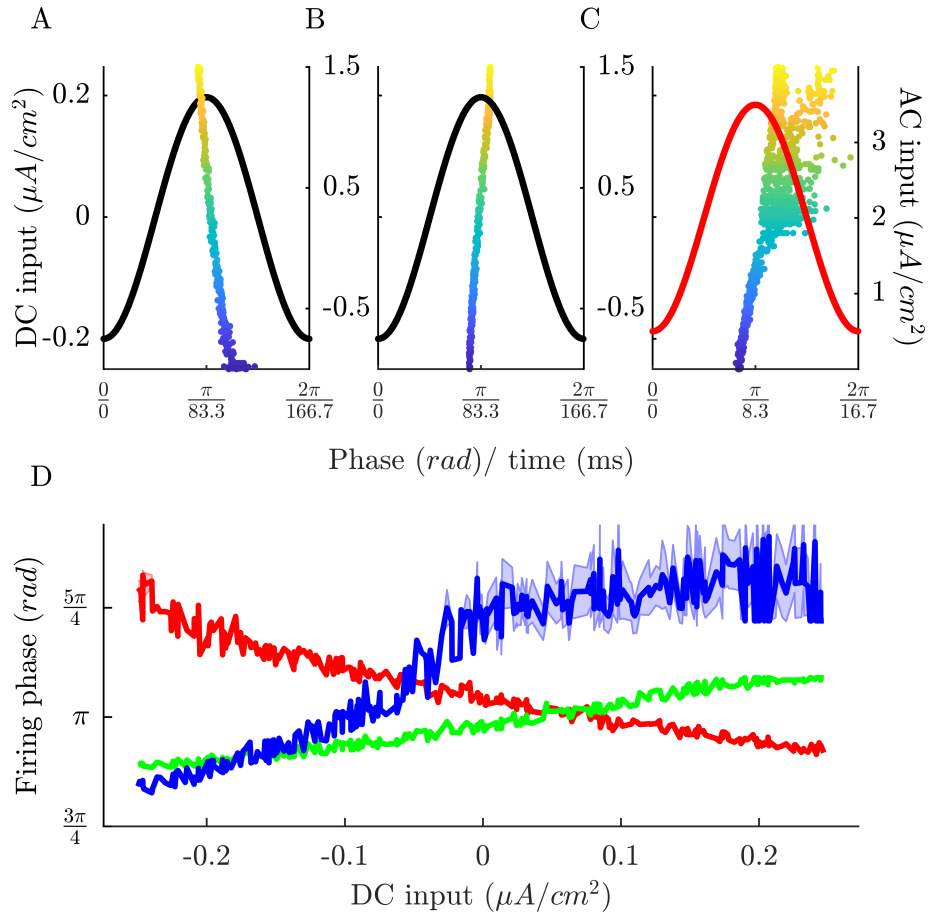 A
B
C
DC input (μA/cm²)
0.2
0
-0.2
1.5
0.5
-0.5
1.5
0.5
-0.5
3
2
1
AC input (μA/cm²)
0/0 π/83.3 2π/166.7
0/0 π/83.3 2π/166.7
0/0 π/8.3 2π/16.7
Phase (rad)/ time (ms)
D
Firing phase (rad)
5π/4
π
3π/4
-0.2 -0.1 0 0.1 0.2
DC input (μA/cm²)